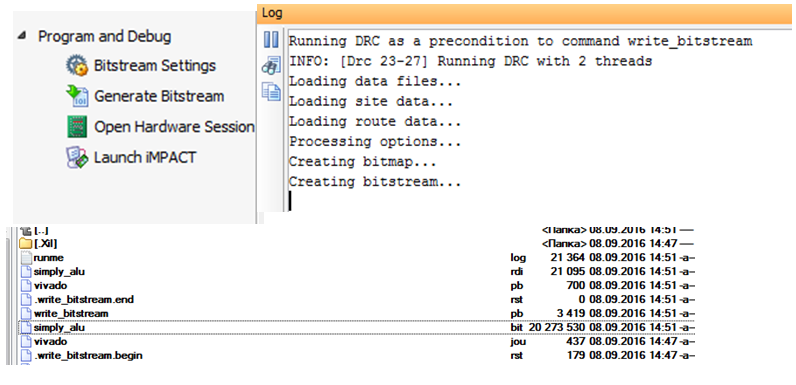 Log
Program and Debug
Bitstream Settings
Generate Bitstream
Open Hardware Session
Launch iMPACT
Running DRC as a precondition to command write_bitstream
INFO: [Drc 23-27] Running DRC with 2 threads
Loading data files...
Loading site data...
Loading route data...
Processing options...
Creating bitmap...
Creating bitstream...
[..] <Папка> 08.09.2016 14:51 —
[.Xil] <Папка> 08.09.2016 14:47 —
runme log 21 364 08.09.2016 14:51 -a-
simply_alu rdi 21 095 08.09.2016 14:51 -a-
vivado pb 700 08.09.2016 14:51 -a-
.write_bitstream.end rst 0 08.09.2016 14:51 -a-
write_bitstream pb 3 419 08.09.2016 14:51 -a-
simply_alu bit 20 273 530 08.09.2016 14:51 -a-
vivado jou 437 08.09.2016 14:47 -a-
.write_bitstream.begin rst 179 08.09.2016 14:47 -a-